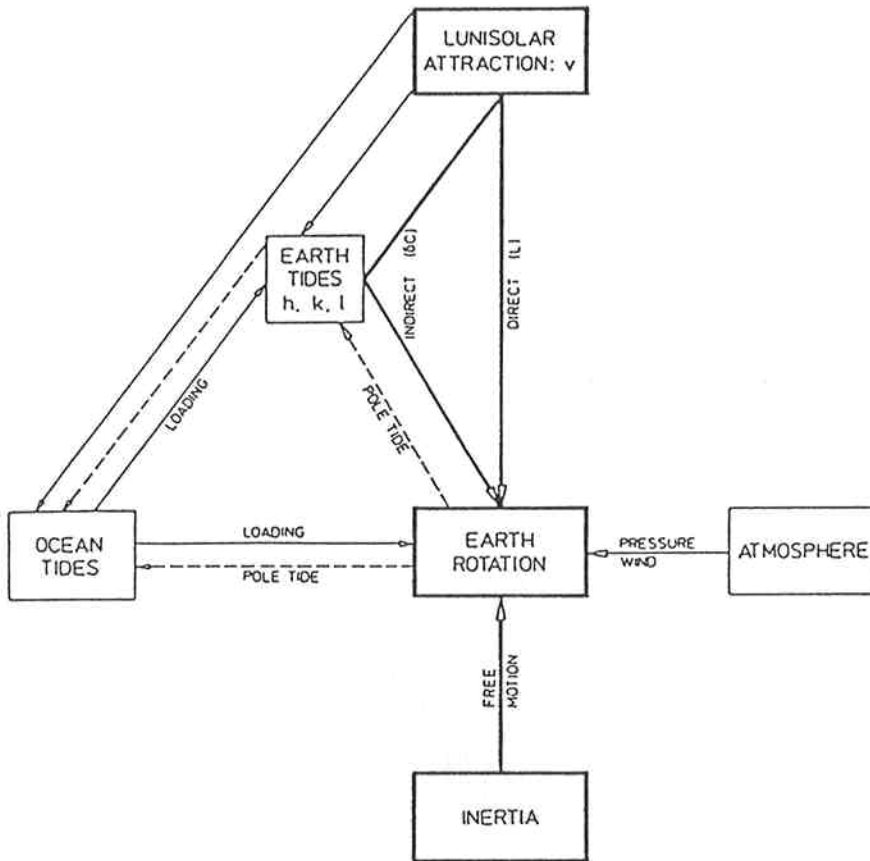 LUNISOLAR
ATTRACTION: v
EARTH
TIDES
h, k, l
INDIRECT (δC)
DIRECT (L)
LOADING
POLE TIDE
OCEAN
TIDES
LOADING
POLE TIDE
EARTH
ROTATION
PRESSURE
WIND
ATMOSPHERE
FREE
MOTION
INERTIA